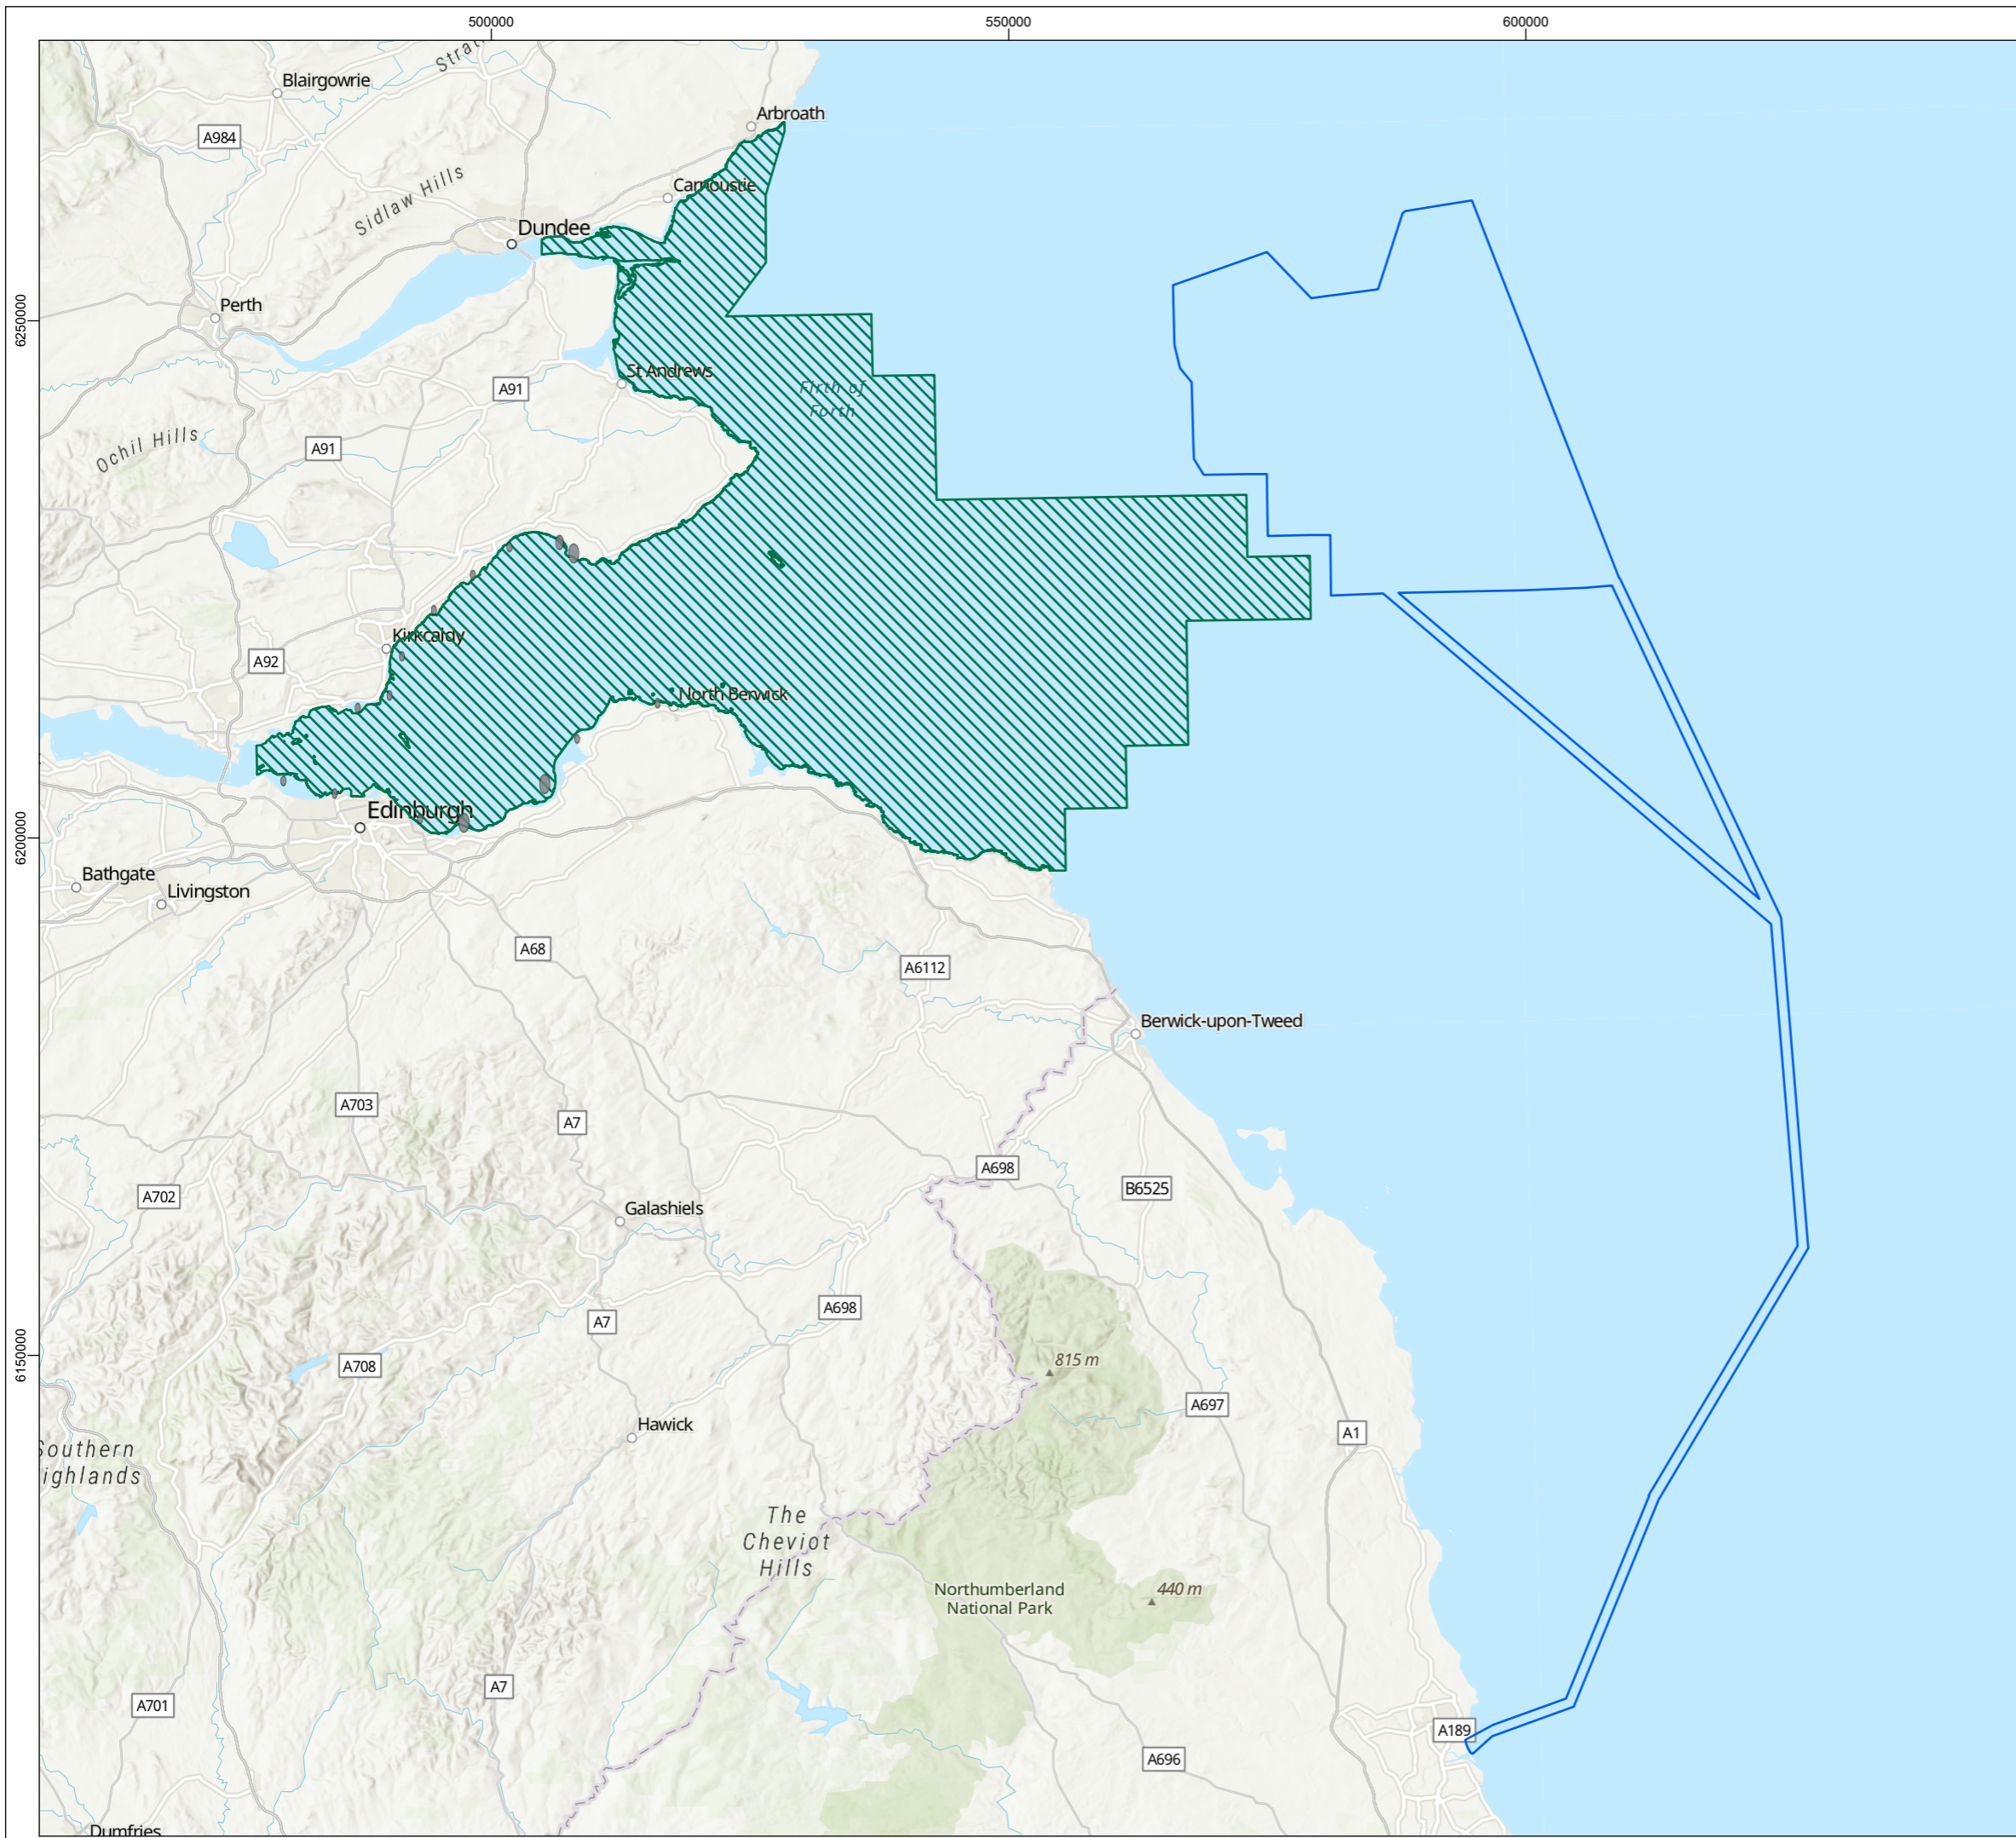 500000
550000
600000
Strat
Blairgowrie
Arbroath
A984
Sidlaw Hills
Carnoustie
Dundee
Perth
6250000
St Andrews
A91
Firth of
Forth
Ochil Hills
A91
Kirkcaldy
A92
North Berwick
Edinburgh
6200000
Bathgate
Livingston
A68
A6112
Berwick-upon-Tweed
A703
A7
A698
B6525
A702
Galashiels
A698
A7
6150000
A708
815 m
A697
Hawick
A1
Southern
ighlands
The
Cheviot
Hills
Northumberland
National Park
440 m
A7
A701
A189
A696
Dumfries